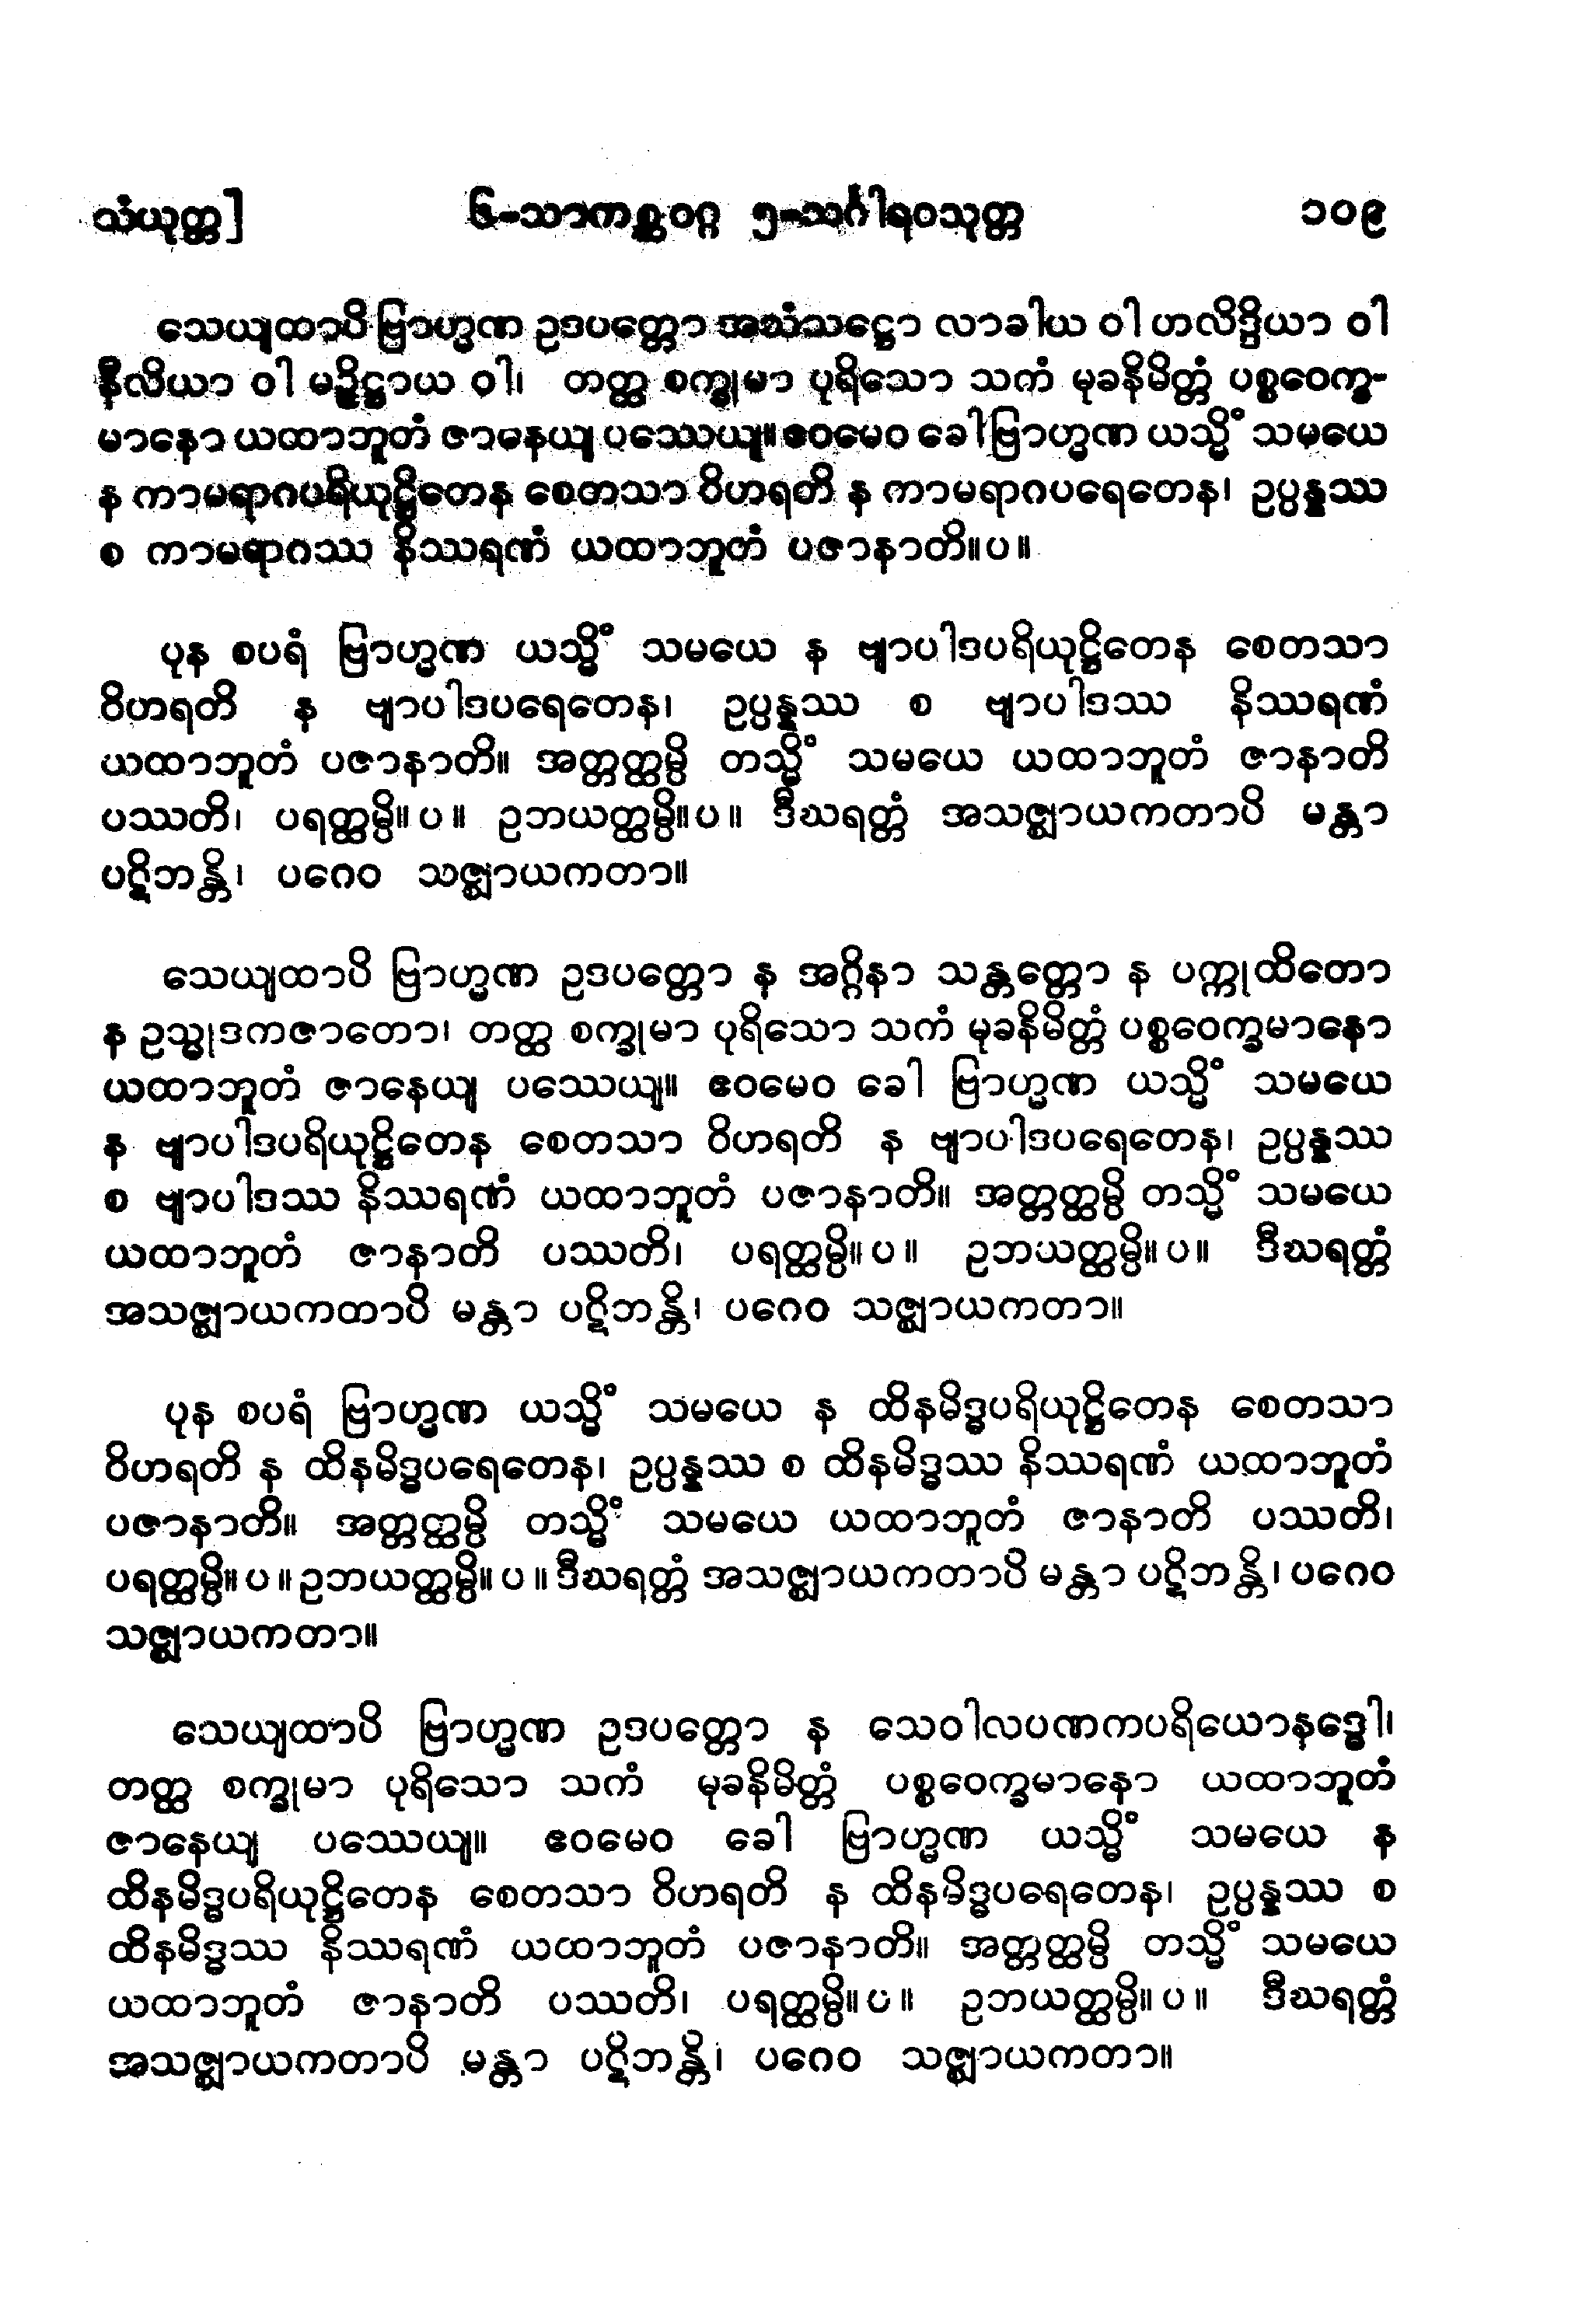 သံယုတ္တ]	၆-သာကစ္ဆဝဂ္ဂ ၅-သင်္ဂါရဝသုတ္တ	၁၀၉
သေယျထာပိ ဗြာဟ္မဏ ဥဒပတ္တော အသံသဋ္ဌော လာခါယ ဝါ ဟလိဒ္ဒိယာ ဝါ
နီလိယာ ဝါ မဉ္ဇိဋ္ဌာယ ဝါ၊ တတ္ထ စက္ခုမာ ပုရိသော သကံ မုခနိမိတ္တံ ပစ္စဝေက္ခ-
မာနော ယထာဘူတံ ဇာနေယျ ပဿေယျ။ ဧဝမေဝ ခေါ ဗြာဟ္မဏ ယသ္မိံ သမယေ
န ကာမရာဂပရိယုဋ္ဌိတေန စေတသာ ဝိဟရတိ န ကာမရာဂပရေတေန၊ ဥပ္ပန္နဿ
စ ကာမရာဂဿ နိဿရဏံ ယထာဘူတံ ပဇာနာတိ။ပ။
ပုန စပရံ ဗြာဟ္မဏ ယသ္မိံ သမယေ န ဗျာပါဒပရိယုဋ္ဌိတေန စေတသာ
ဝိဟရတိ န ဗျာပါဒပရေတေန၊ ဥပ္ပန္နဿ စ ဗျာပါဒဿ နိဿရဏံ
ယထာဘူတံ ပဇာနာတိ။ အတ္တတ္ထမ္ပိ တသ္မိံ သမယေ ယထာဘူတံ ဇာနာတိ
ပဿတိ၊ ပရတ္ထမ္ပိ။ပ။ ဥဘယတ္ထမ္ပိ။ပ။ ဒီဃရတ္တံ အသဇ္ဈာယကတာပိ မန္တာ
ပဋိဘန္တိ၊ ပဂေဝ သဇ္ဈာယကတာ။
သေယျထာပိ ဗြာဟ္မဏ ဥဒပတ္တော န အဂ္ဂိနာ သန္တတ္တော န ပက္ကုထိတော
န ဥသ္မုဒကဇာတော၊ တတ္ထ စက္ခုမာ ပုရိသော သကံ မုခနိမိတ္တံ ပစ္စဝေက္ခမာနော
ယထာဘူတံ ဇာနေယျ ပဿေယျ။ ဧဝမေဝ ခေါ ဗြာဟ္မဏ ယသ္မိံ သမယေ
န ဗျာပါဒပရိယုဋ္ဌိတေန စေတသာ ဝိဟရတိ န ဗျာပါဒပရေတေန၊ ဥပ္ပန္နဿ
စ ဗျာပါဒဿ နိဿရဏံ ယထာဘူတံ ပဇာနာတိ။ အတ္တတ္ထမ္ပိ တသ္မိံ သမယေ
ယထာဘူတံ ဇာနာတိ ပဿတိ၊ ပရတ္ထမ္ပိ။ပ။ ဥဘယတ္ထမ္ပိ။ပ။ ဒီဃရတ္တံ
အသဇ္ဈာယကတာပိ မန္တာ ပဋိဘန္တိ၊ ပဂေဝ သဇ္ဈာယကတာ။
ပုန စပရံ ဗြာဟ္မဏ ယသ္မိံ သမယေ န ထိနမိဒ္ဓပရိယုဋ္ဌိတေန စေတသာ
ဝိဟရတိ န ထိနမိဒ္ဓပရေတေန၊ ဥပ္ပန္နဿ စ ထိနမိဒ္ဓဿ နိဿရဏံ ယထာဘူတံ
ပဇာနာတိ။ အတ္တတ္ထမ္ပိ တသ္မိံ သမယေ ယထာဘူတံ ဇာနာတိ ပဿတိ၊
ပရတ္ထမ္ပိ။ပ။ ဥဘယတ္ထမ္ပိ။ပ။ ဒီဃရတ္တံ အသဇ္ဈာယကတာပိ မန္တာ ပဋိဘန္တိ၊ ပဂေဝ
သဇ္ဈာယကတာ။
သေယျထာပိ ဗြာဟ္မဏ ဥဒပတ္တော န သေဝါလပဏကပရိယောနဒ္ဓေါ၊
တတ္ထ စက္ခုမာ ပုရိသော သကံ မုခနိမိတ္တံ ပစ္စဝေက္ခမာနော ယထာဘူတံ
ဇာနေယျ ပဿေယျ။ ဧဝမေဝ ခေါ ဗြာဟ္မဏ ယသ္မိံ သမယေ န
ထိနမိဒ္ဓပရိယုဋ္ဌိတေန စေတသာ ဝိဟရတိ န ထိနမိဒ္ဓပရေတေန၊ ဥပ္ပန္နဿ စ
ထိနမိဒ္ဓဿ နိဿရဏံ ယထာဘူတံ ပဇာနာတိ။ အတ္တတ္ထမ္ပိ တသ္မိံ သမယေ
ယထာဘူတံ ဇာနာတိ ပဿတိ၊ ပရတ္ထမ္ပိ။ပ။ ဥဘယတ္ထမ္ပိ။ပ။ ဒီဃရတ္တံ
အသဇ္ဈာယကတာပိ မန္တာ ပဋိဘန္တိ၊ ပဂေဝ သဇ္ဈာယကတာ။